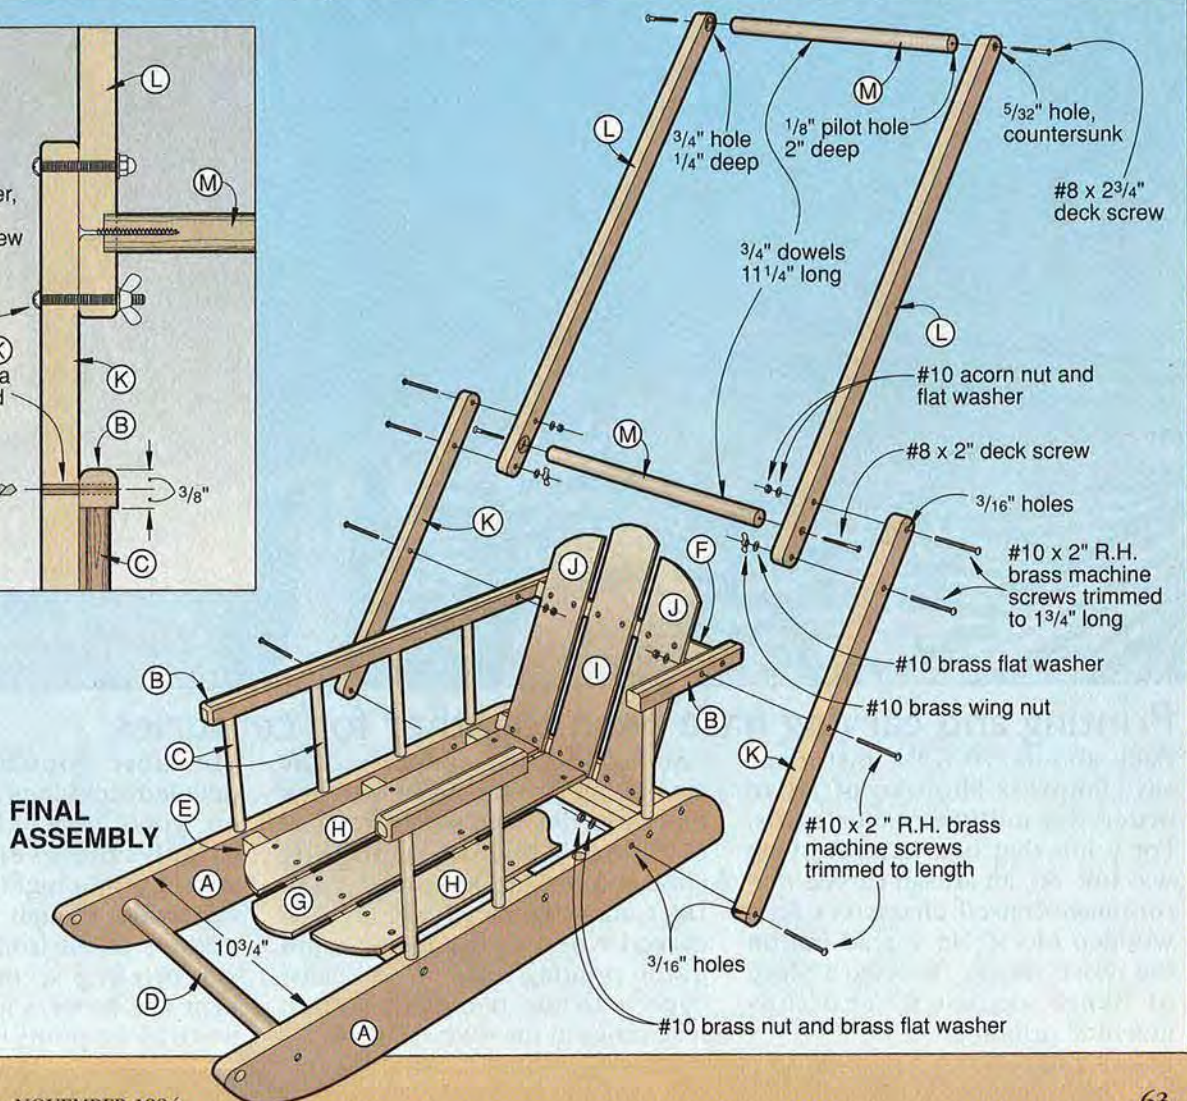 L
er,
M
ew
K
a
d
K
B
3/8"
C
L
3/4" hole
1/4" deep
M
1/8" pilot hole
2" deep
5/32" hole,
countersunk
#8 x 2 3/4"
deck screw
3/4" dowels
11 1/4" long
L
#10 acorn nut and
flat washer
M
#8 x 2" deck screw
3/16" holes
K
J
F
J
#10 x 2" R.H.
brass machine
screws trimmed
to 1 3/4" long
B
I
#10 brass flat washer
B
#10 brass wing nut
C
K
FINAL
ASSEMBLY
E
H
#10 x 2" R.H. brass
machine screws
trimmed to length
A
G
H
10 3/4"
3/16" holes
D
A
#10 brass nut and brass flat washer
NOVEMBER 1994
63